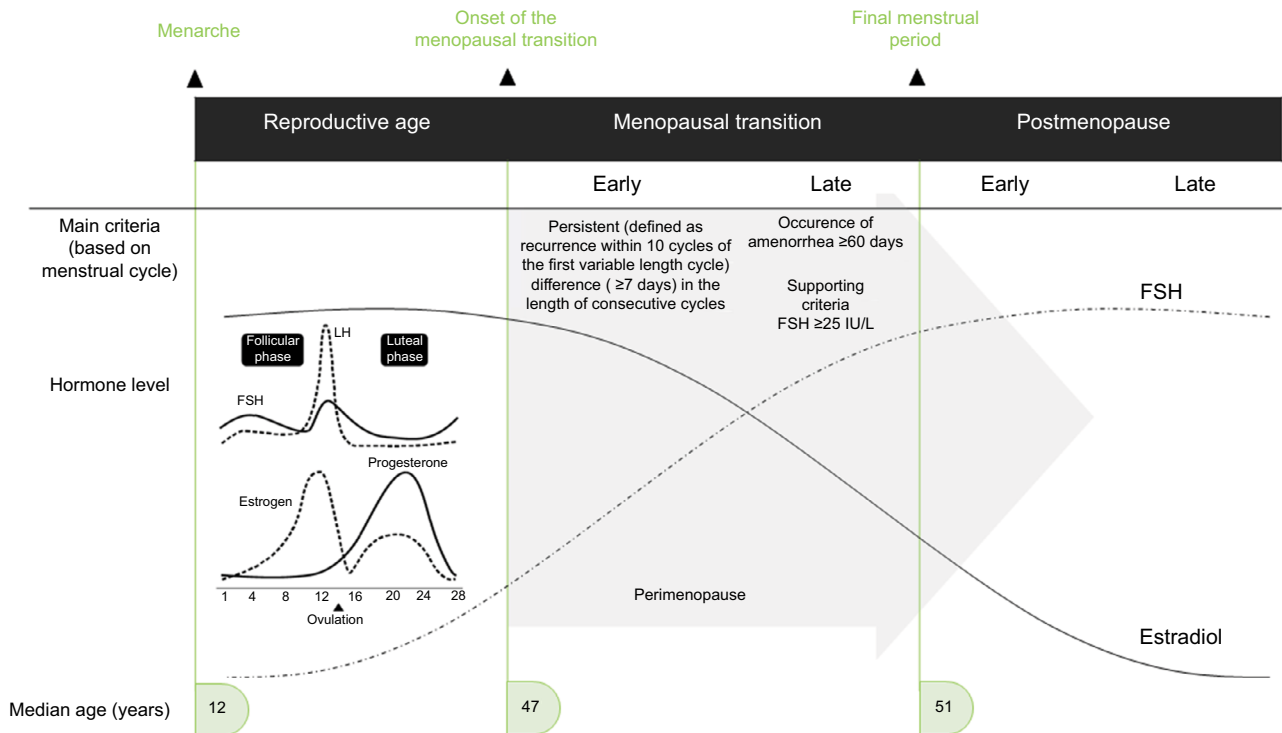 Menarche
Onset of the
menopausal transition
Final menstrual
period
Reproductive age
Menopausal transition
Postmenopause
Early
Late
Early
Late
Main criteria
(based on
menstrual cycle)
Persistent (defined as
recurrence within 10 cycles of
the first variable length cycle)
difference ( ≥7 days) in the
length of consecutive cycles
Occurence of
amenorrhea ≥60 days
Supporting
criteria
FSH ≥25 IU/L
FSH
Hormone level
Follicular
phase
LH
Luteal
phase
FSH
Progesterone
Estrogen
1 4 8 12 16 20 24 28
Ovulation
Perimenopause
Estradiol
Median age (years)
12
47
51